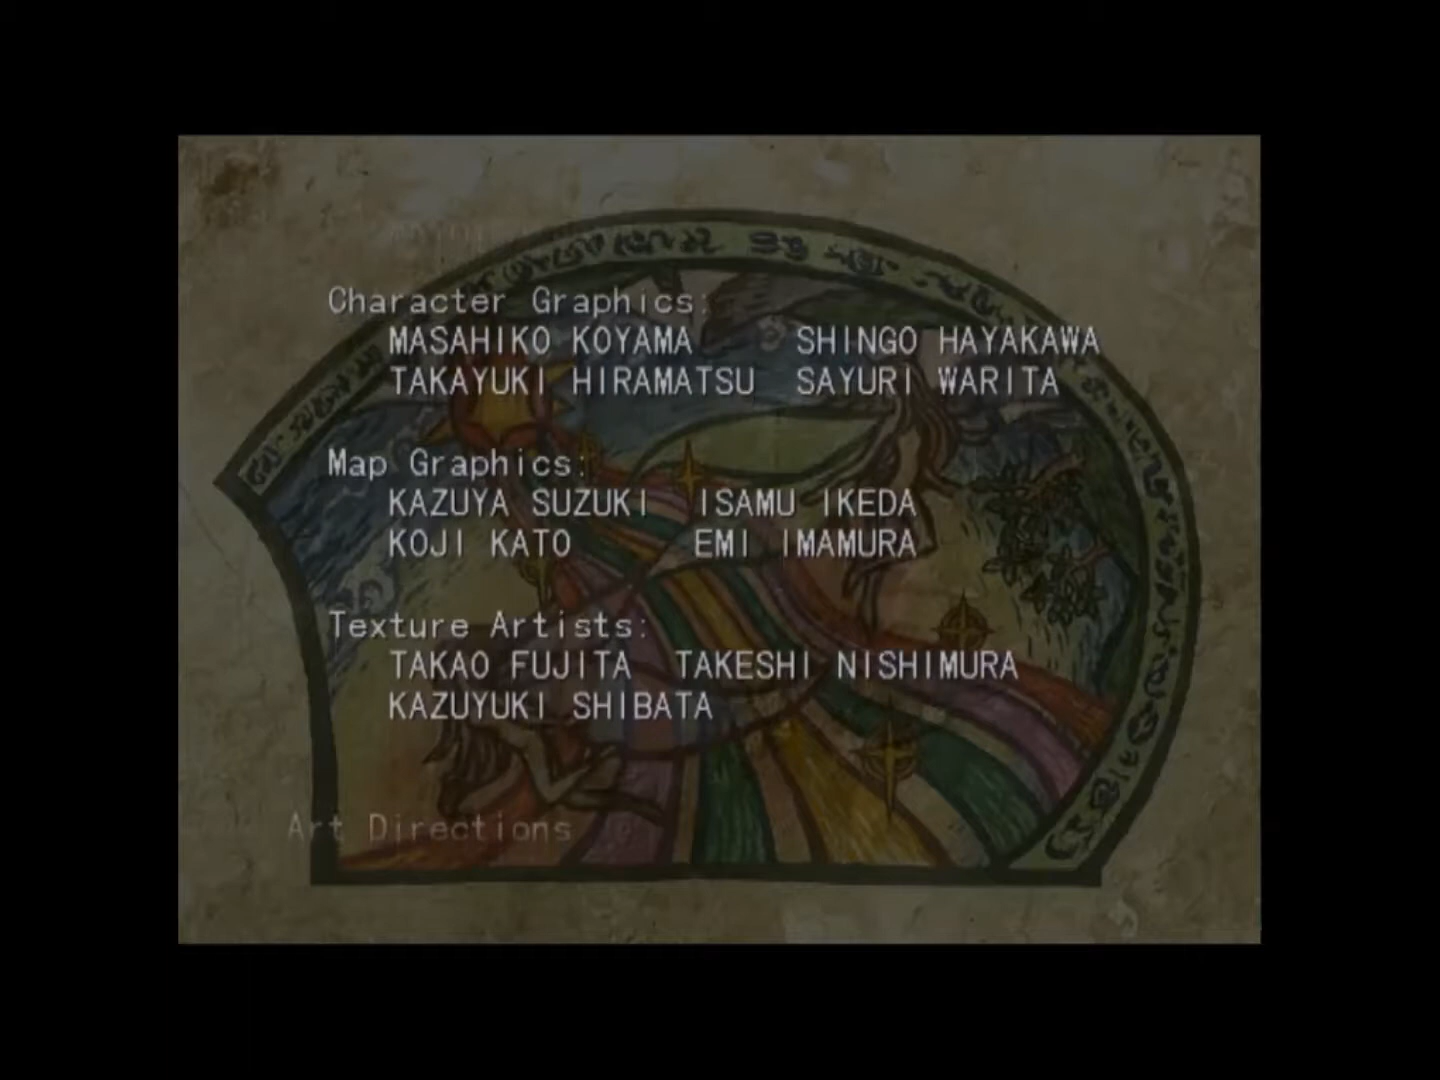 Character Graphics:
MASAHIKO KOYAMA SHINGO HAYAKAWA
TAKAYUKI HIRAMATSU SAYURI WARITA
Map Graphics:
KAZUYA SUZUKI ISAMU IKEDA
KOJI KATO EMI IMAMURA
Texture Artists:
TAKAO FUJITA TAKESHI NISHIMURA
KAZUYUKI SHIBATA
Art Directions